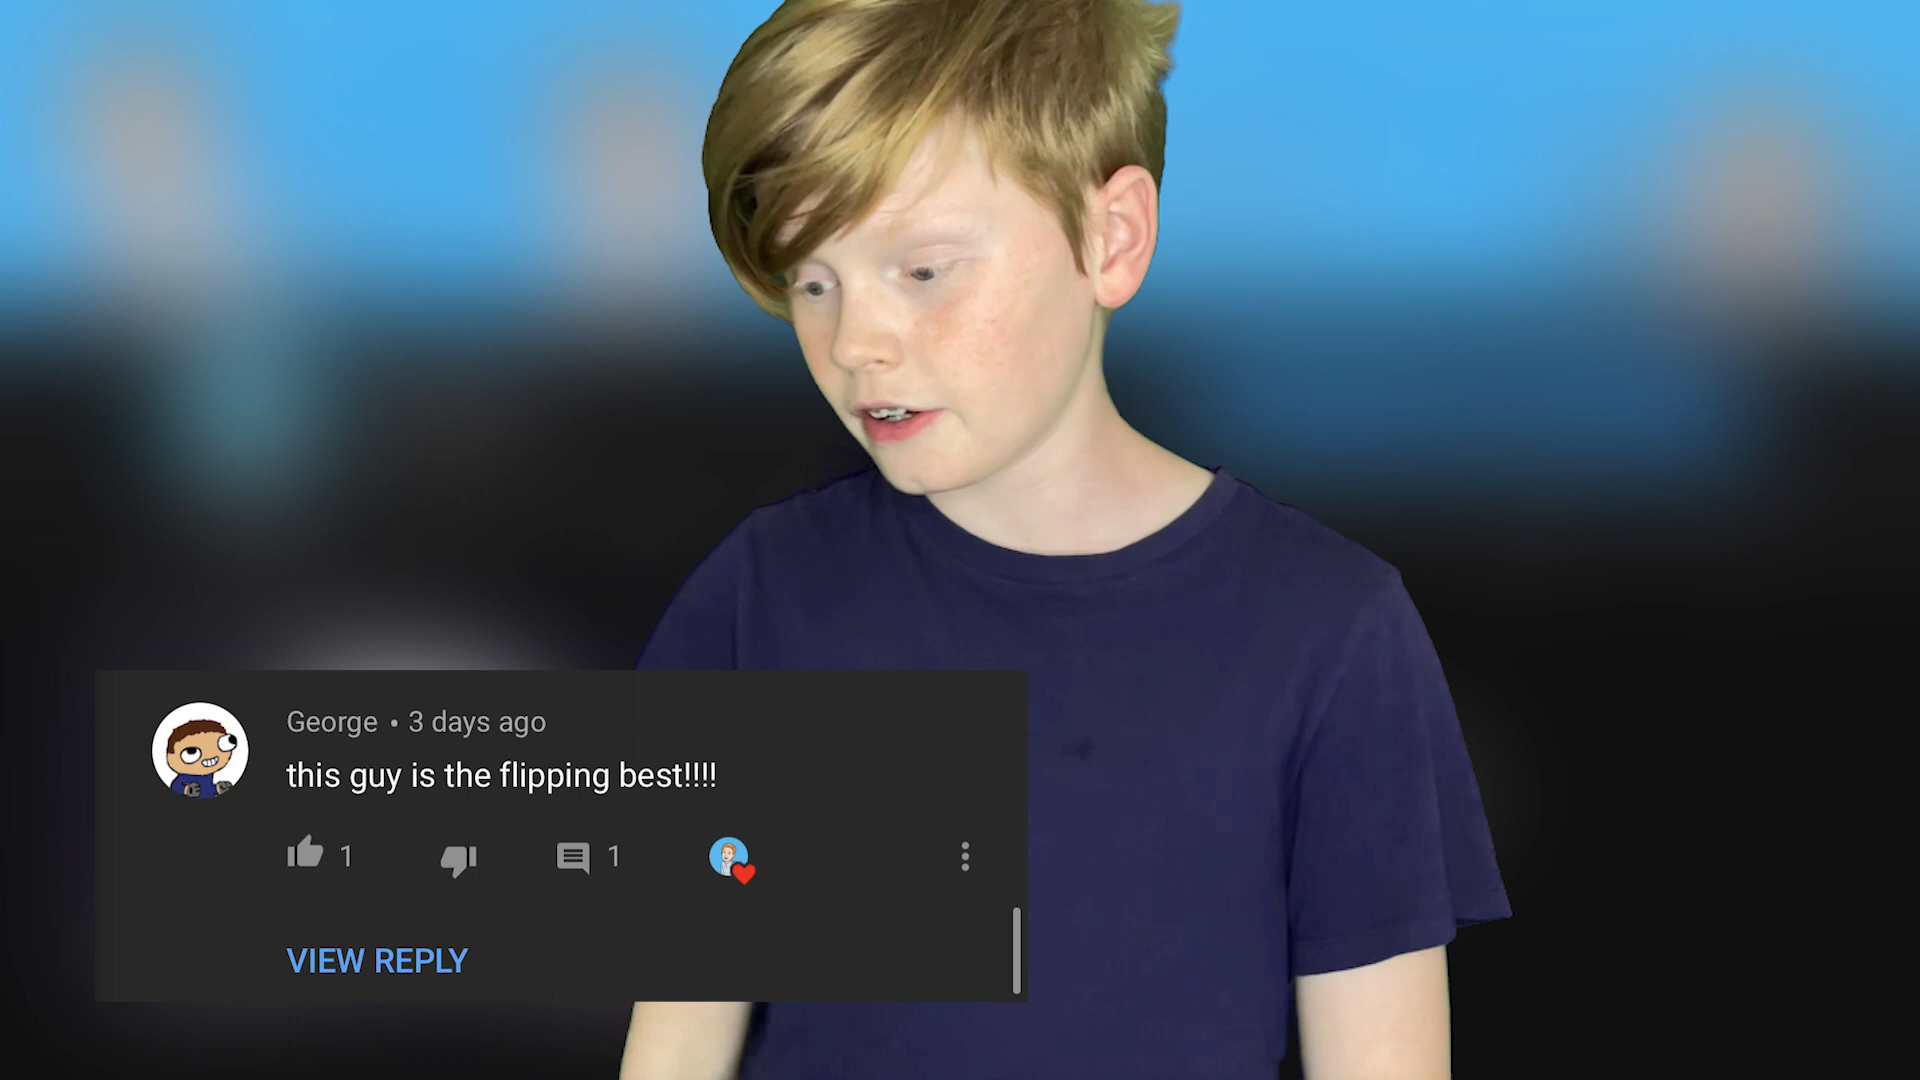 George • 3 days ago
this guy is the flipping best!!!!
1 1
VIEW REPLY